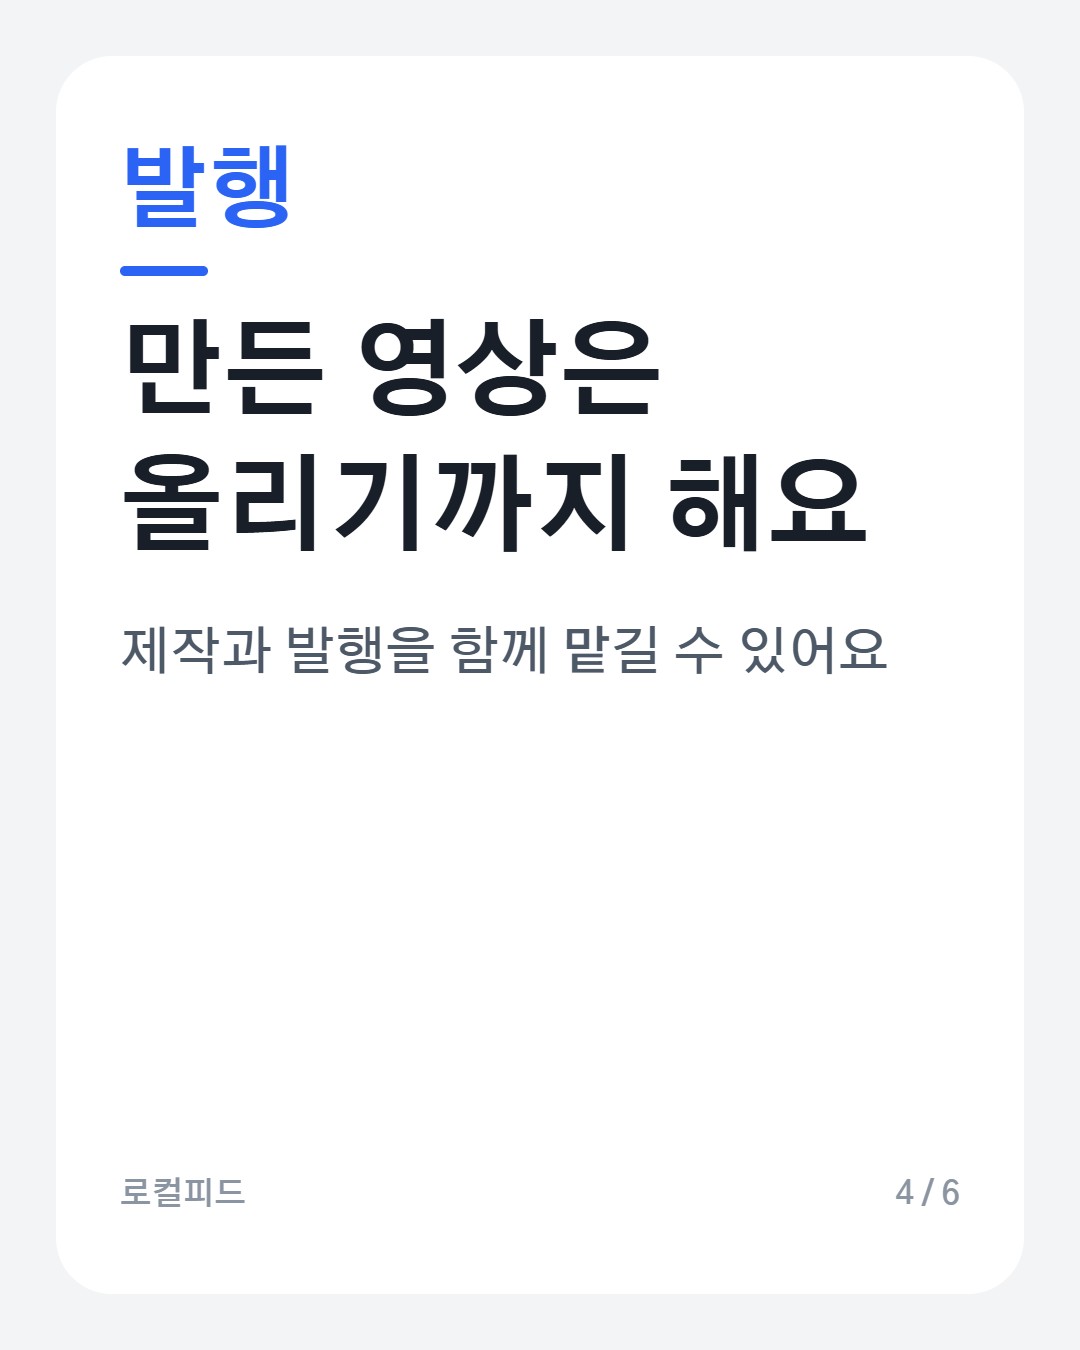 발행
만든 영상은
올리기까지 해요
제작과 발행을 함께 맡길 수 있어요
로컬피드
4 / 6